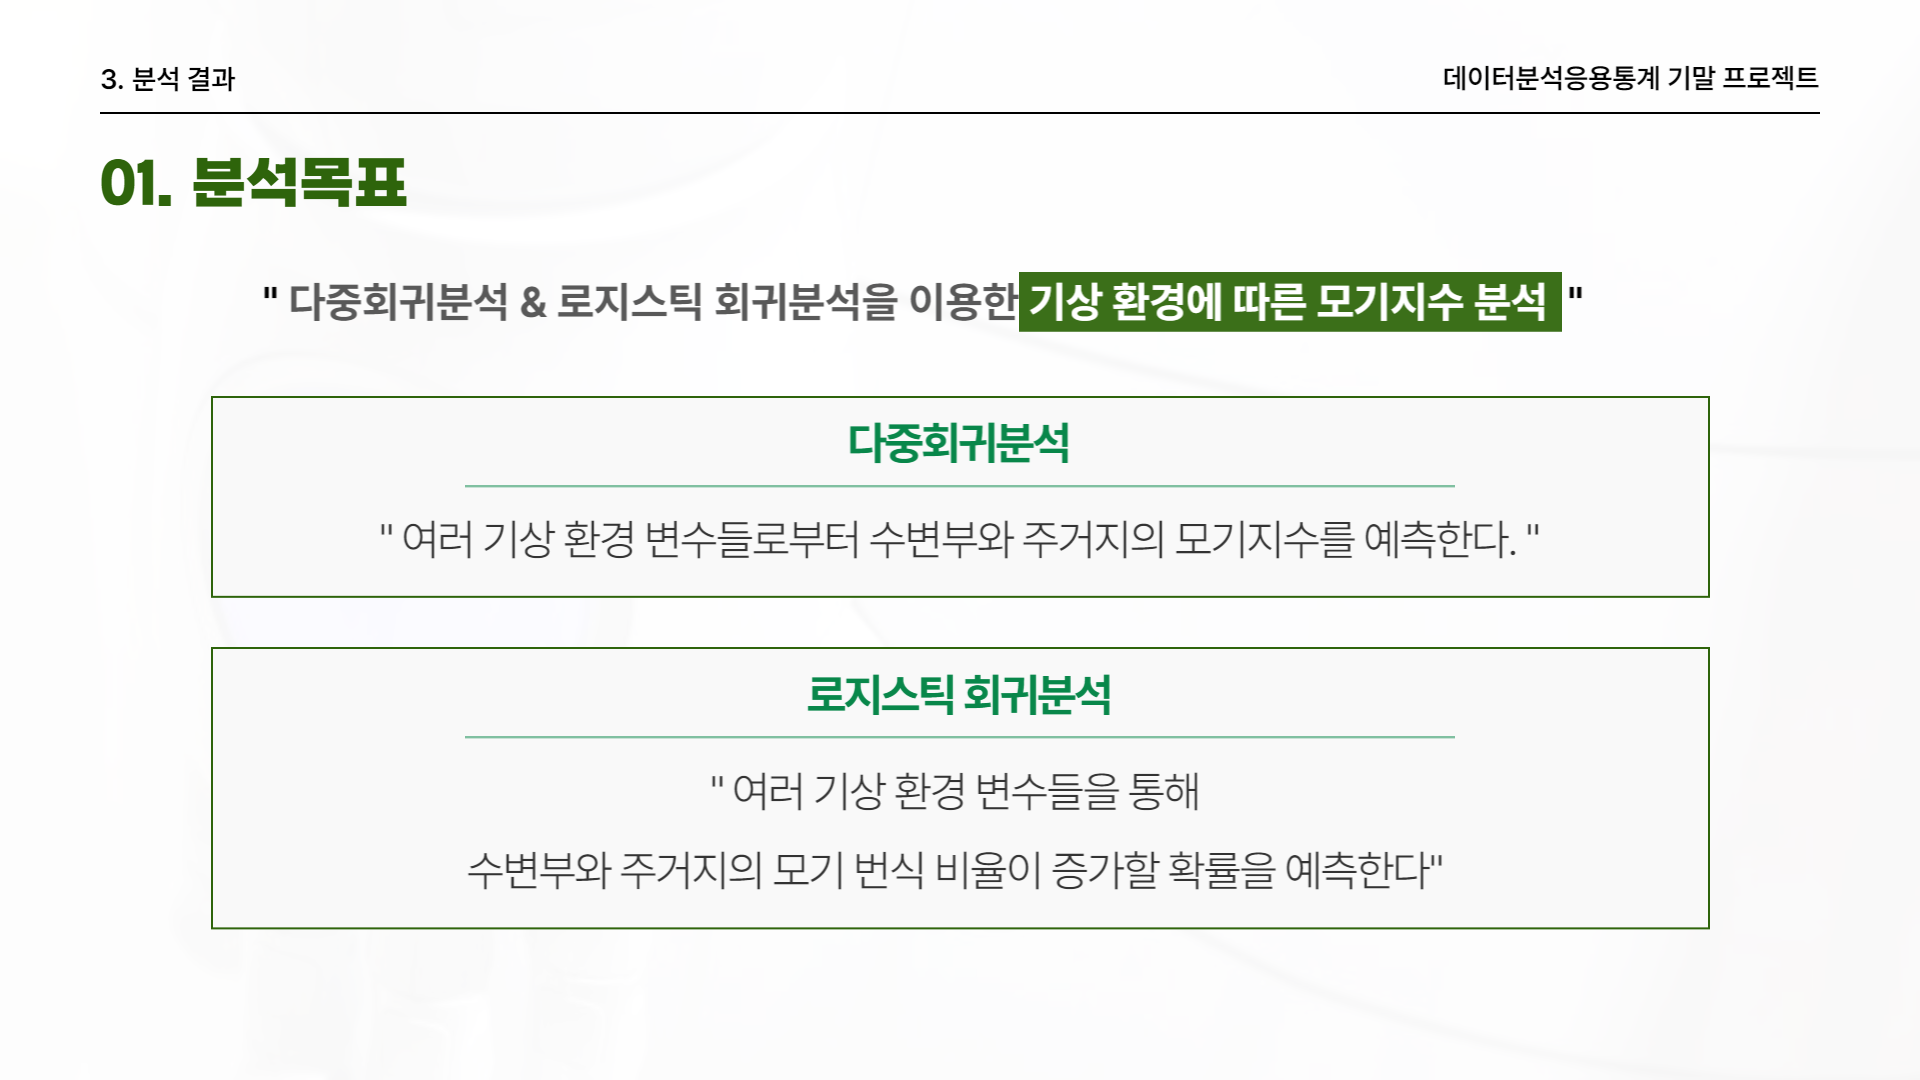 3. 분석 결과
데이터분석응용통계 기말 프로젝트
01. 분석목표
" 다중회귀분석 & 로지스틱 회귀분석을 이용한 기상 환경에 따른 모기지수 분석 "
다중회귀분석
" 여러 기상 환경 변수들로부터 수변부와 주거지의 모기지수를 예측한다. "
로지스틱 회귀분석
" 여러 기상 환경 변수들을 통해
수변부와 주거지의 모기 번식 비율이 증가할 확률을 예측한다"